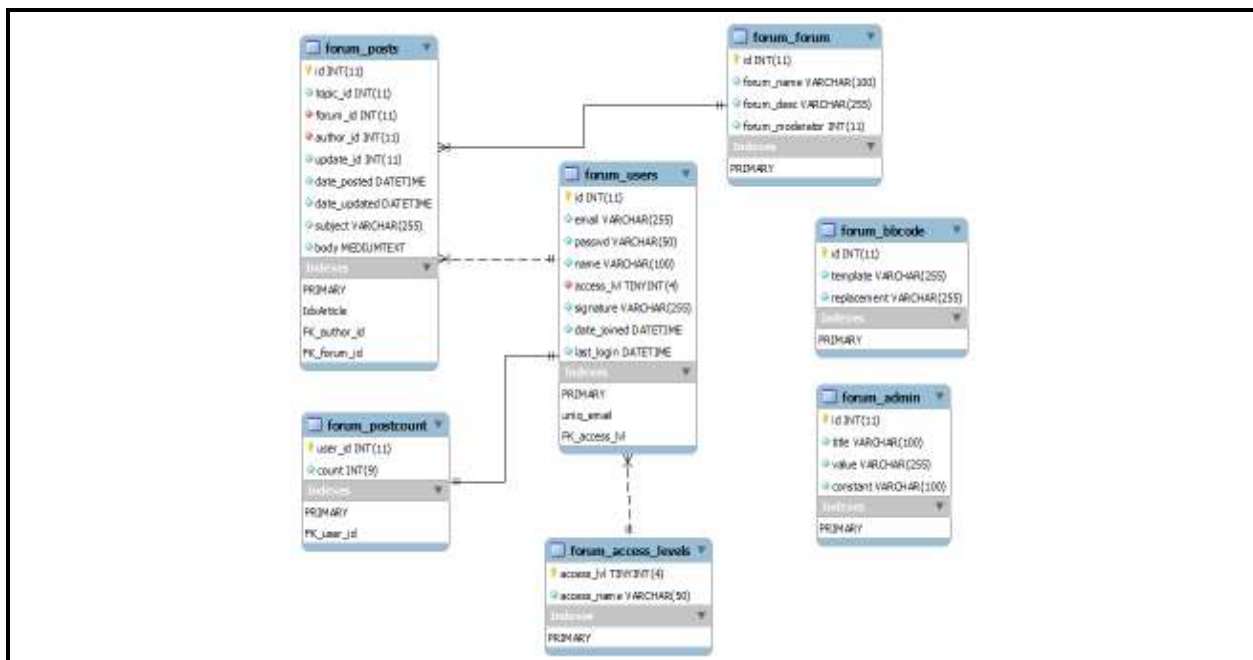 forum_posts
id INT(11)
topic_id INT(11)
forum_id INT(11)
author_id INT(11)
update_id INT(11)
date_posted DATETIME
date_updated DATETIME
subject VARCHAR(255)
body MEDIUMTEXT
Indexes
PRIMARY
IdxArticle
FK_author_id
FK_forum_id
forum_forum
id INT(11)
forum_name VARCHAR(100)
forum_desc VARCHAR(255)
forum_moderator INT(11)
Indexes
PRIMARY
forum_users
id INT(11)
email VARCHAR(255)
passwd VARCHAR(50)
name VARCHAR(100)
access_lvl TINYINT(4)
signature VARCHAR(255)
date_joined DATETIME
last_login DATETIME
Indexes
PRIMARY
uniq_email
FK_access_lvl
forum_bbcode
id INT(11)
template VARCHAR(255)
replacement VARCHAR(255)
Indexes
PRIMARY
forum_postcount
user_id INT(11)
count INT(9)
Indexes
PRIMARY
FK_user_id
forum_admin
id INT(11)
title VARCHAR(100)
value VARCHAR(255)
constant VARCHAR(100)
Indexes
PRIMARY
forum_access_levels
access_lvl TINYINT(4)
access_name VARCHAR(50)
Indexes
PRIMARY